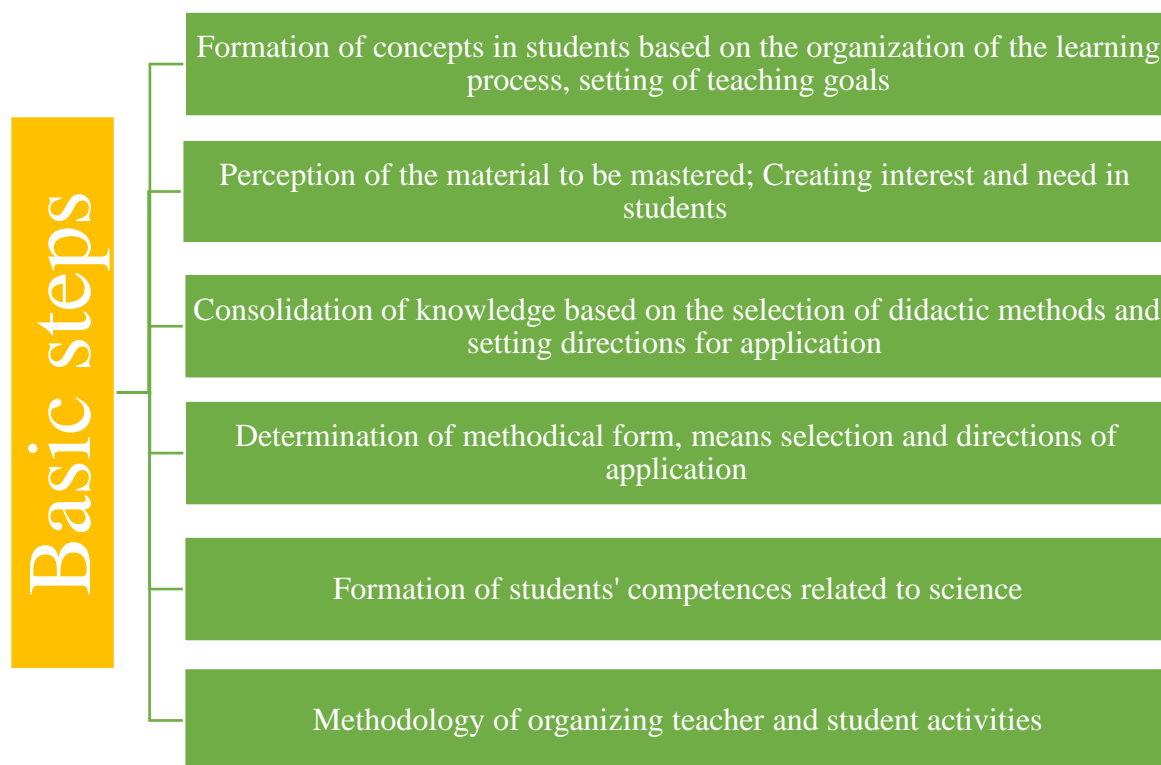 Basic steps
Formation of concepts in students based on the organization of the learning
process, setting of teaching goals
Perception of the material to be mastered; Creating interest and need in
students
Consolidation of knowledge based on the selection of didactic methods and
setting directions for application
Determination of methodical form, means selection and directions of
application
Formation of students' competences related to science
Methodology of organizing teacher and student activities